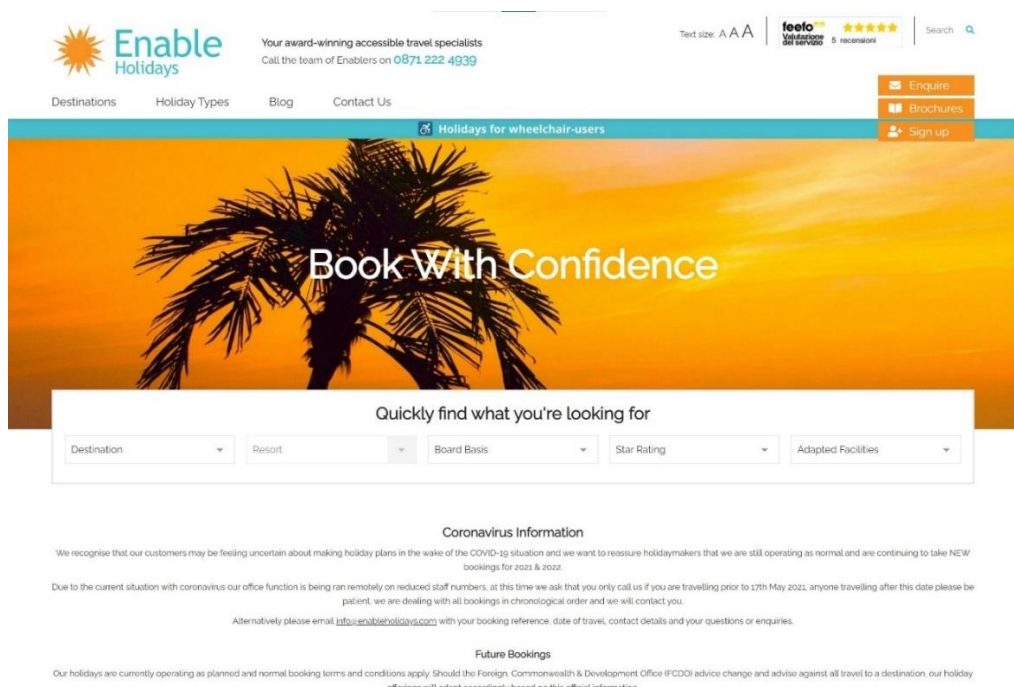 Enable
Holidays
Your award-winning accessible travel specialists
Call the team of Enablers on 0871 222 4939
Text size: A A A
feefo
Valutazione del servizio
5 recensioni
Search
Enquire
Brochures
Sign up
Destinations
Holiday Types
Blog
Contact Us
Holidays for wheelchair-users
Book With Confidence
Quickly find what you're looking for
Destination
Resort
Board Basis
Star Rating
Adapted Facilities
Coronavirus Information
We recognise that our customers may be feeling uncertain about making holiday plans in the wake of the COVID-19 situation and we want to reassure holidaymakers that we are still operating as normal and are continuing to take NEW
bookings for 2021 & 2022.
Due to the current situation with coronavirus our office function is being ran remotely on reduced staff numbers, at this time we ask that you only call us if you are travelling prior to 17th May 2021, anyone travelling after this date please be
patient, we are dealing with all bookings in chronological order and we will contact you.
Alternatively please email info@enableholidays.com with your booking reference, date of travel, contact details and your questions or enquiries.
Future Bookings
Our holidays are currently operating as planned and normal booking terms and conditions apply. Should the Foreign, Commonwealth & Development Office (FCDO) advice change and advise against all travel to a destination, our holiday
offerings will adapt accordingly based on this official information